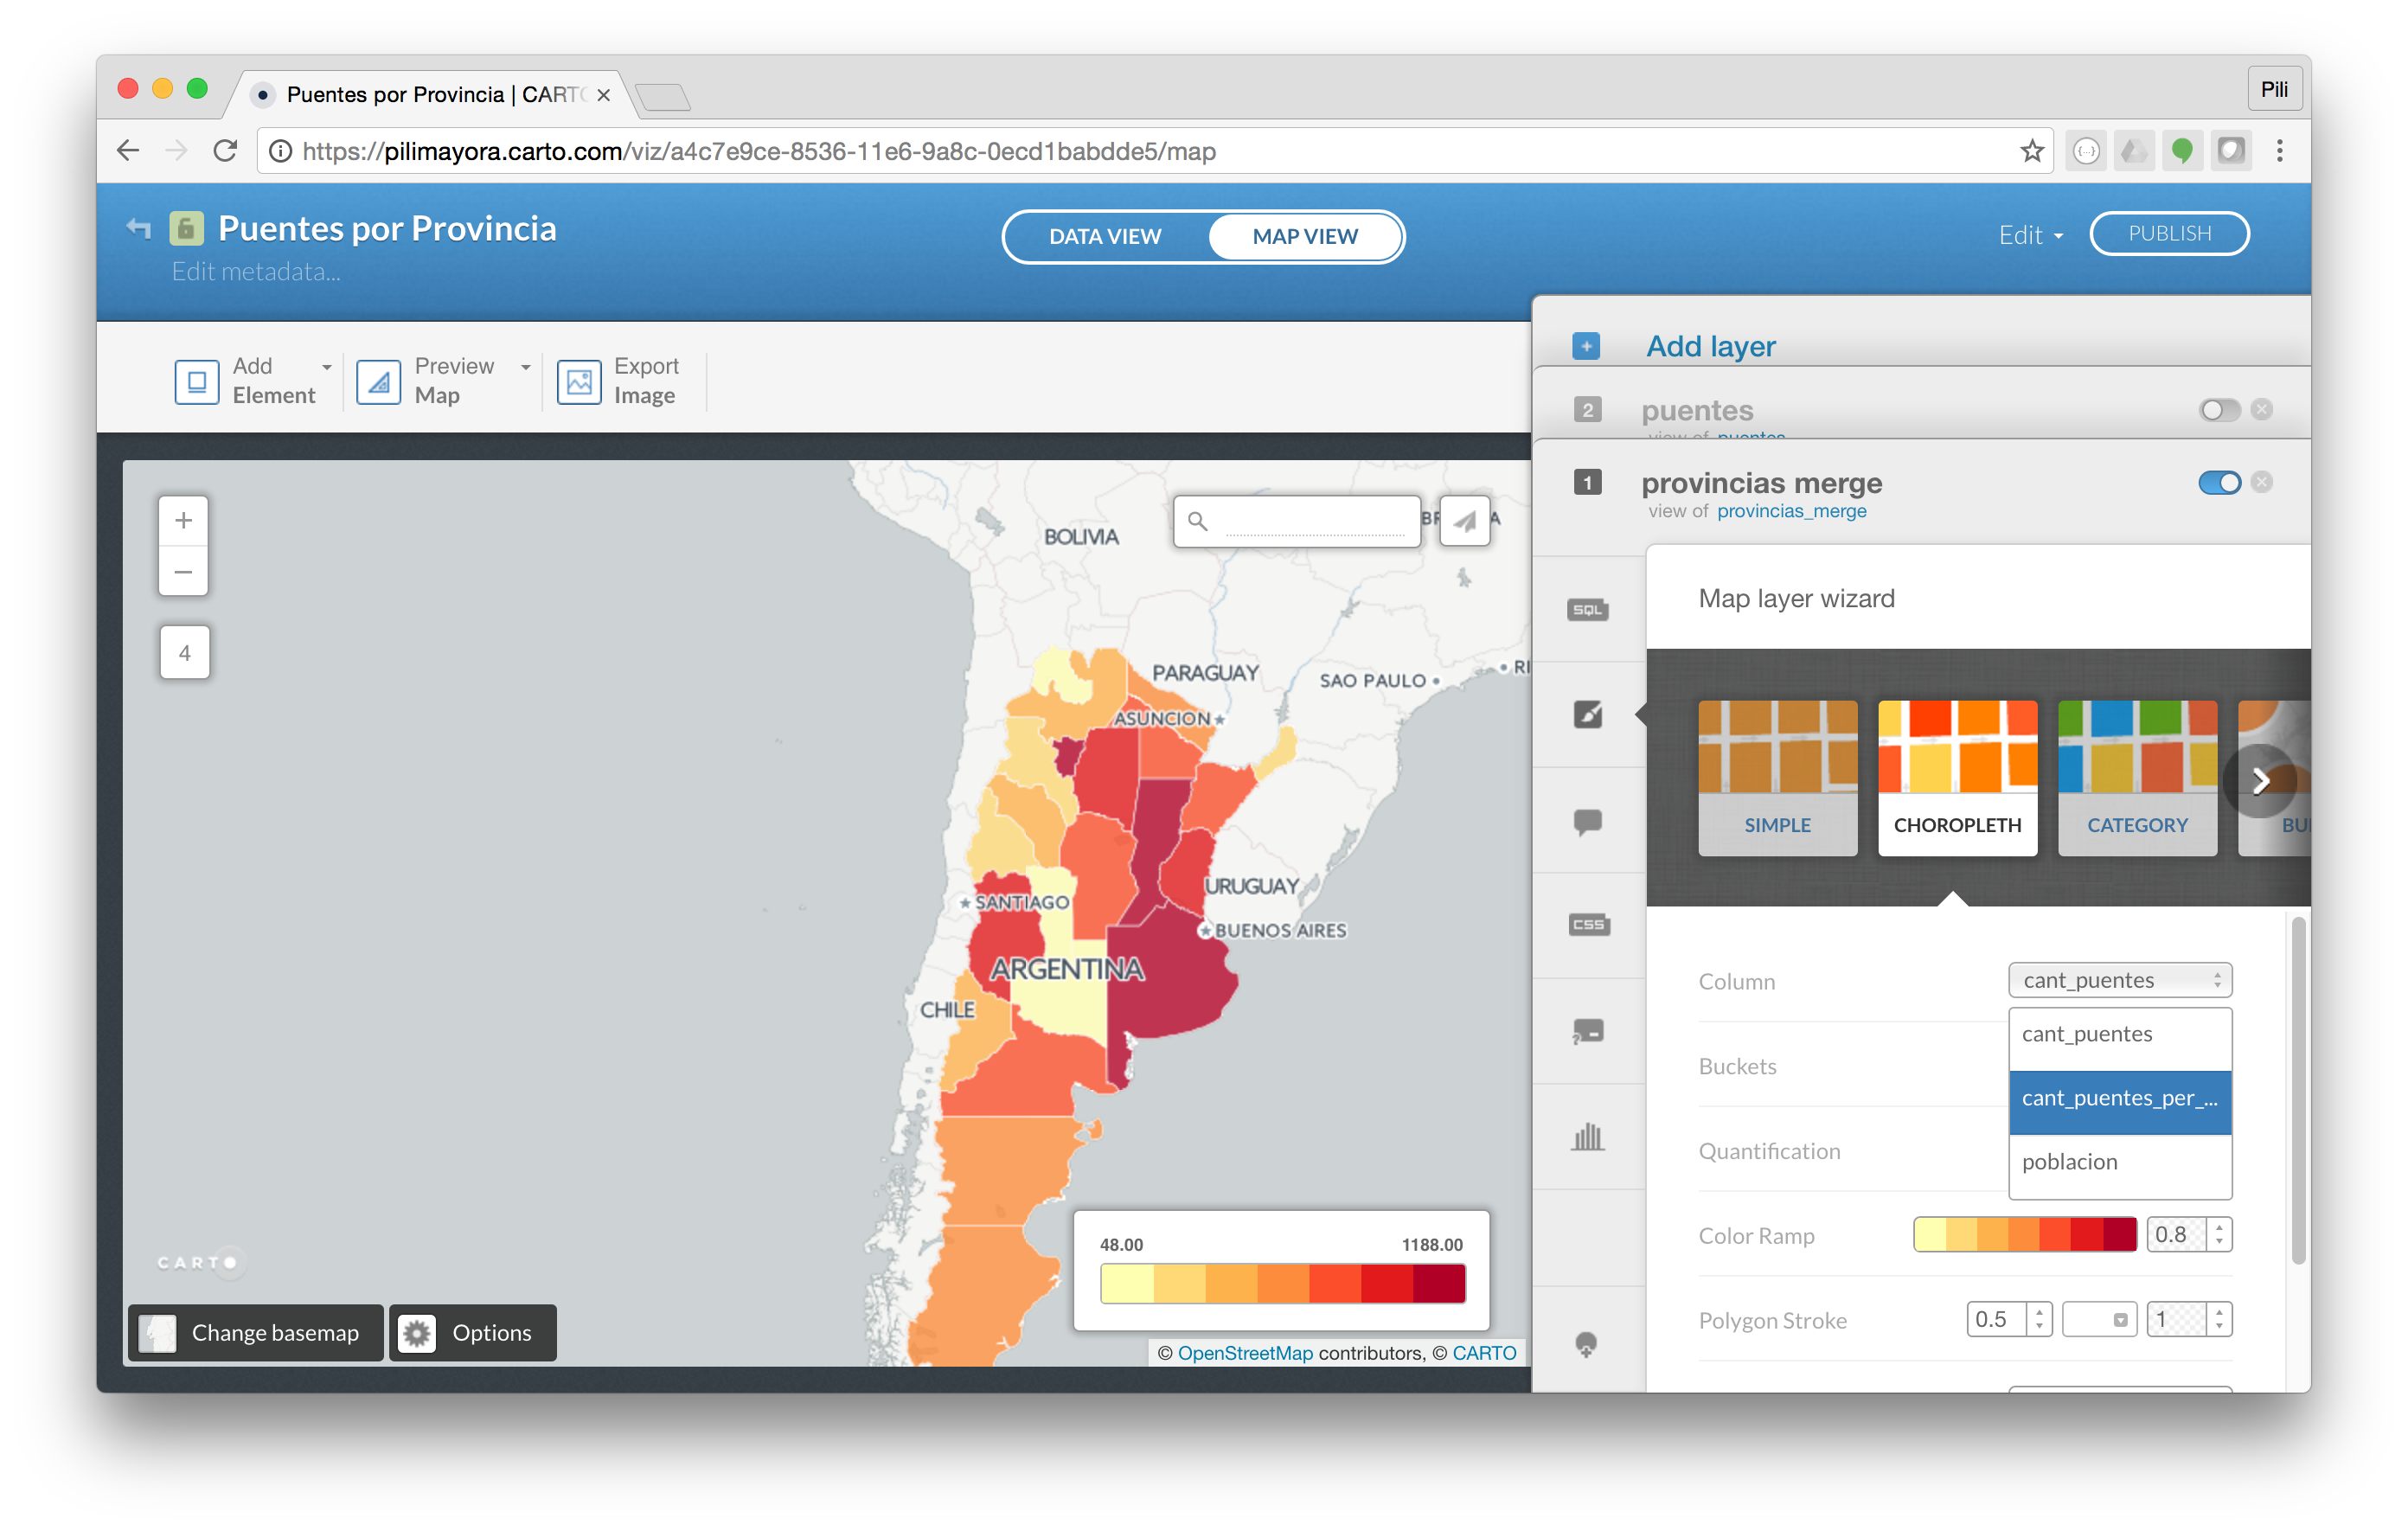 Puentes por Provincia | CARTO
Pili
https://pilimayora.carto.com/viz/a4c7e9ce-8536-11e6-9a8c-0ecd1babdde5/map
Puentes por Provincia
Edit metadata...
DATA VIEW
MAP VIEW
Edit
PUBLISH
Add Element
Preview Map
Export Image
Add layer
2
puentes
view of puentes
1
provincias merge
view of provincias_merge
+
−
4
BOLIVIA
PARAGUAY
SAO PAULO
RI
ASUNCION
URUGUAY
SANTIAGO
BUENOS AIRES
ARGENTINA
CHILE
CARTO
48.00
1188.00
Change basemap
Options
© OpenStreetMap contributors, © CARTO
SQL
CSS
Map layer wizard
SIMPLE
CHOROPLETH
CATEGORY
BU
Column
cant_puentes
cant_puentes
Buckets
cant_puentes_per_...
Quantification
poblacion
Color Ramp
0.8
Polygon Stroke
0.5
1